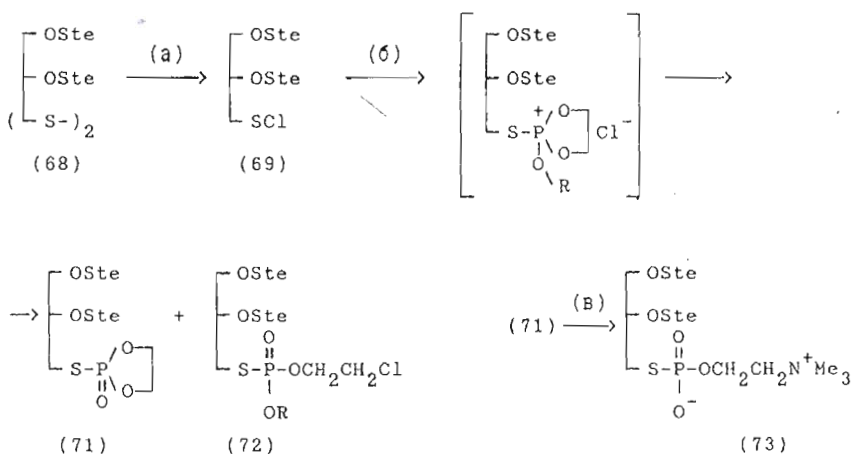 OSte OSte OSte
(а) (б)
OSte OSte OSte
( S- )₂ SCl S-P⁺ O O Cl⁻
(68) (69) O R
OSte OSte
OSte + OSte (71) (в) OSte
O OSte
S-P O O S-P-OCH₂CH₂Cl O
O OR S-P-OCH₂CH₂N⁺Me₃
O⁻
(71) (72) (73)